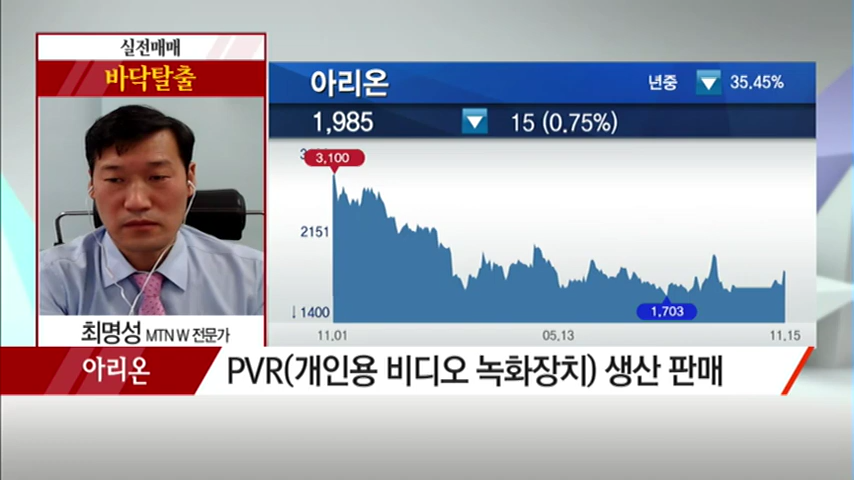 실전매매
바닥탈출
아리온
년중 ▼ 35.45%
1,985 ▼ 15 (0.75%)
3,100
2151
↓1400
1,703
11.01 05.13 11.15
최명성 MTN W 전문가
아리온
PVR(개인용 비디오 녹화장치) 생산 판매